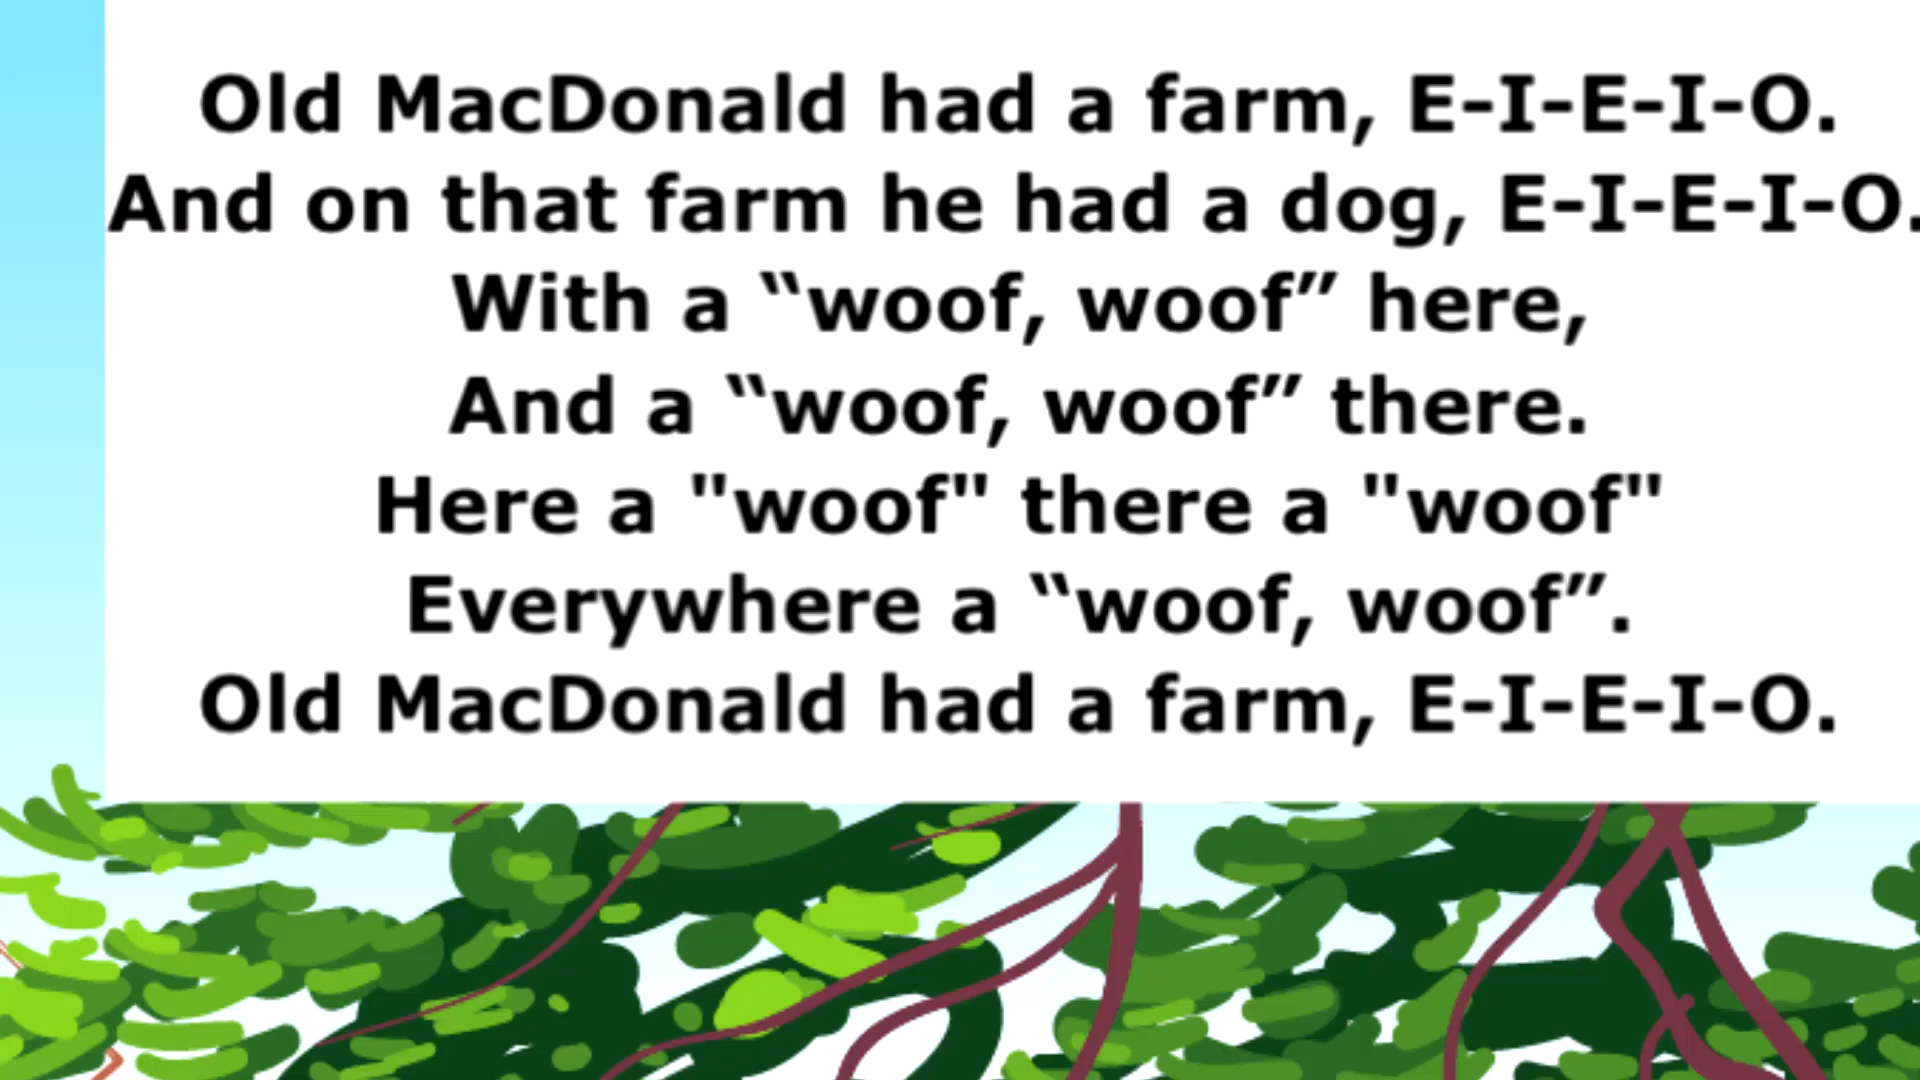 Old MacDonald had a farm, E-I-E-I-O.
And on that farm he had a dog, E-I-E-I-O.
With a “woof, woof” here,
And a “woof, woof” there.
Here a "woof" there a "woof"
Everywhere a “woof, woof”.
Old MacDonald had a farm, E-I-E-I-O.